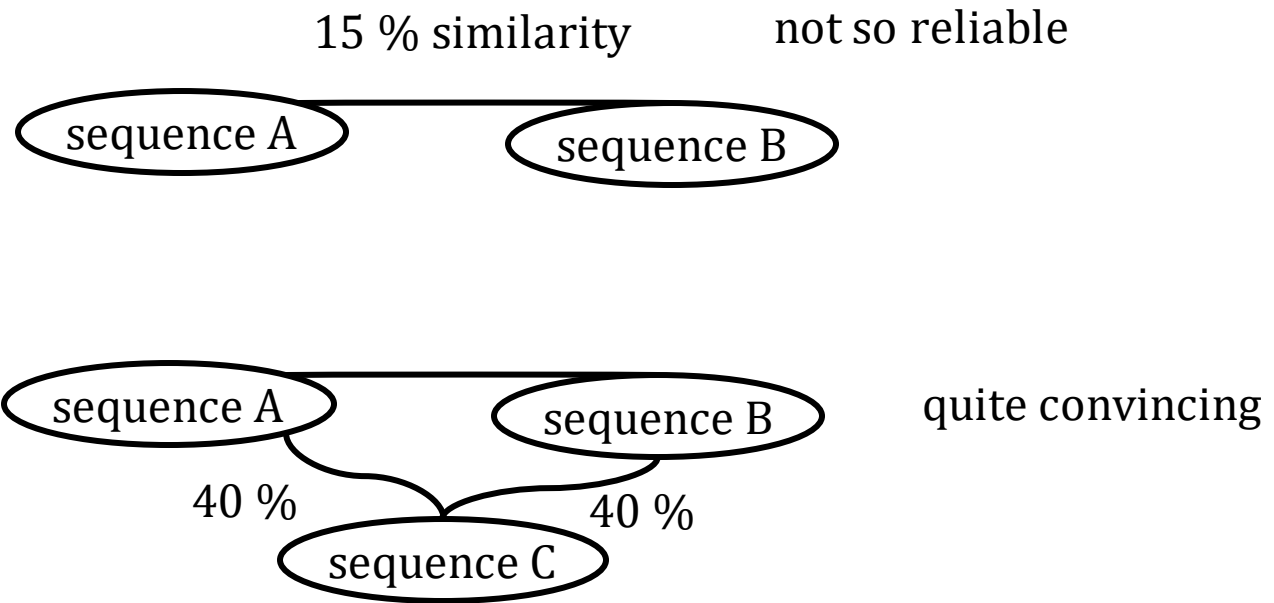 15 % similarity not so reliable
sequence A sequence B
sequence A sequence B quite convincing
40 % 40 %
sequence C